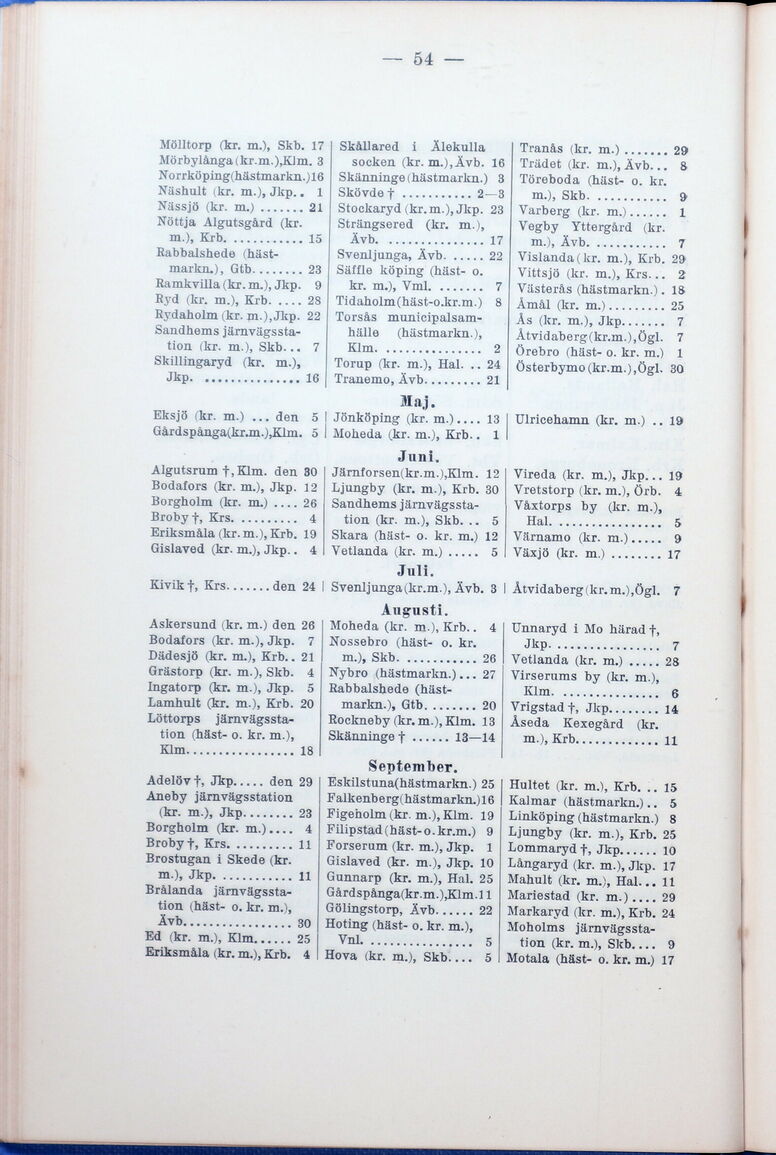 — 54 —
Mölltorp (kr. m.), Skb. 17
Mörbylånga (kr.m.),Klm. 3
Norrköping(hästmarkn.)16
Näshult (kr. m.), Jkp.. 1
Nässjö (kr. m.) ....... 21
Nöttja Algutsgård (kr.
m.), Krb. ............ 15
Rabbalshede (häst-
markn.), Gtb........ 23
Ramkvilla (kr. m.), Jkp. 9
Ryd (kr. m.), Krb. .... 28
Rydaholm (kr. m.),Jkp. 22
Sandhems järnvägssta-
tion (kr. m.), Skb... 7
Skillingaryd (kr. m.),
Jkp. ................ 16
Skållared i Älekulla
socken (kr. m.), Ävb. 16
Skänninge (hästmarkn.) 3
Skövde † ........... 2—3
Stockaryd (kr. m.), Jkp. 23
Strängsered (kr. m.),
Ävb. ............... 17
Svenljunga, Ävb. ..... 22
Säffle köping (häst- o.
kr. m.), Vml. ....... 7
Tidaholm(häst-o.kr.m.) 8
Torsås municipalsam-
hälle (hästmarkn.),
Klm. ............... 2
Torup (kr. m.), Hal. .. 24
Tranemo, Ävb......... 21
Tranås (kr. m.) ....... 29
Trädet (kr. m.), Ävb... 8
Töreboda (häst- o. kr.
m.), Skb. ........... 9
Varberg (kr. m.)...... 1
Vegby Yttergård (kr.
m.), Ävb. ........... 7
Vislanda (kr. m.), Krb. 29
Vittsjö (kr. m.), Krs... 2
Västerås (hästmarkn.). 18
Åmål (kr. m.)......... 25
Ås (kr. m.), Jkp....... 7
Åtvidaberg(kr.m.),Ögl. 7
Örebro (häst- o. kr. m.) 1
Österbymo (kr.m.),Ögl. 30
Maj.
Eksjö (kr. m.) ... den 5
Gårdspånga(kr.m.),Klm. 5
Jönköping (kr. m.).... 13
Moheda (kr. m.), Krb.. 1
Ulricehamn (kr. m.) .. 19
Juni.
Algutsrum †, Klm. den 30
Bodafors (kr. m.), Jkp. 12
Borgholm (kr. m.) .... 26
Broby †, Krs. .......... 4
Eriksmåla (kr. m.), Krb. 19
Gislaved (kr. m.), Jkp.. 4
Järnforsen(kr.m.),Klm. 12
Ljungby (kr. m.), Krb. 30
Sandhems järnvägssta-
tion (kr. m.), Skb. .. 5
Skara (häst- o. kr. m.) 12
Vetlanda (kr. m.) ..... 5
Vireda (kr. m.), Jkp... 19
Vretstorp (kr. m.), Örb. 4
Växtorps by (kr. m.),
Hal. ............... 5
Värnamo (kr. m.)..... 9
Växjö (kr. m.) ........ 17
Juli.
Kivik †, Krs.......den 24
Svenljunga(kr.m.), Ävb. 3
Åtvidaberg (kr.m.),Ögl. 7
Augusti.
Askersund (kr. m.) den 26
Bodafors (kr. m.), Jkp. 7
Dädesjö (kr. m.), Krb.. 21
Grästorp (kr. m.), Skb. 4
Ingatorp (kr. m.), Jkp. 5
Lamhult (kr. m.), Krb. 20
Löttorps järnvägssta-
tion (häst- o. kr. m.),
Klm................ 18
Moheda (kr. m.), Krb.. 4
Nossebro (häst- o. kr.
m.), Skb. ........... 26
Nybro (hästmarkn.)... 27
Rabbalshede (häst-
markn.), Gtb........ 20
Rockneby (kr. m.), Klm. 13
Skänninge † ...... 13—14
Unnaryd i Mo härad †,
Jkp................. 7
Vetlanda (kr. m.) ..... 28
Virserums by (kr. m.),
Klm. ............... 6
Vrigstad †, Jkp........ 14
Åseda Kexegård (kr.
m.), Krb............. 11
September.
Adelöv †, Jkp..... den 29
Aneby järnvägsstation
(kr. m.), Jkp........ 23
Borgholm (kr. m.).... 4
Broby †, Krs. ......... 11
Brostugan i Skede (kr.
m.), Jkp. ........... 11
Brålanda järnvägssta-
tion (häst- o. kr. m.),
Ävb................. 30
Ed (kr. m.), Klm...... 25
Eriksmåla (kr. m.), Krb. 4
Eskilstuna(hästmarkn.) 25
Falkenberg(hästmarkn.)16
Figeholm (kr. m.), Klm. 19
Filipstad (häst-o.kr.m.) 9
Forserum (kr. m.), Jkp. 1
Gislaved (kr. m.), Jkp. 10
Gunnarp (kr. m.), Hal. 25
Gårdspånga(kr.m.),Klm.11
Gölingstorp, Ävb...... 22
Hoting (häst- o. kr. m.),
Vnl. ............... 5
Hova (kr. m.), Skb.... 5
Hultet (kr. m.), Krb. .. 15
Kalmar (hästmarkn.).. 5
Linköping (hästmarkn.) 8
Ljungby (kr. m.), Krb. 25
Lommaryd †, Jkp...... 10
Långaryd (kr. m.), Jkp. 17
Mahult (kr. m.), Hal... 11
Mariestad (kr. m.).... 29
Markaryd (kr. m.), Krb. 24
Moholms järnvägssta-
tion (kr. m.), Skb.... 9
Motala (häst- o. kr. m.) 17